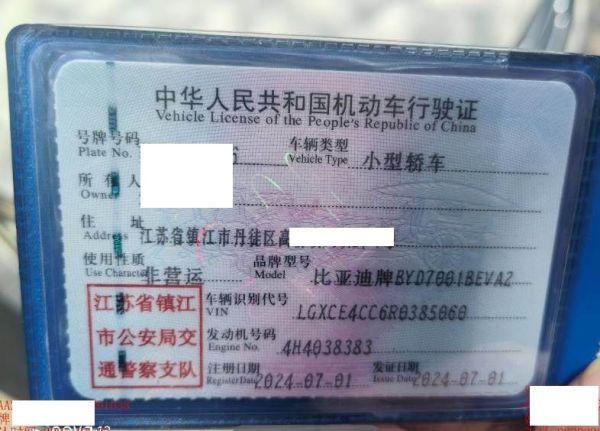 中华人民共和国机动车行驶证
Vehicle License of the People's Republic of China
号牌号码
Plate No.
车辆类型
Vehicle Type
小型轿车
所有人
Owner
住址
Address
江苏省镇江市丹徒区高
使用性质
Use Character
非营运
品牌型号
Model
比亚迪牌BYD7001BEVA2
江苏省镇江
市公安局交
通警察支队
车辆识别代号
VIN
LGXCE4CC6R0385060
发动机号码
Engine No.
4H4038383
注册日期
Register Date
2024-07-01
发证日期
Issue Date
2024-07-01